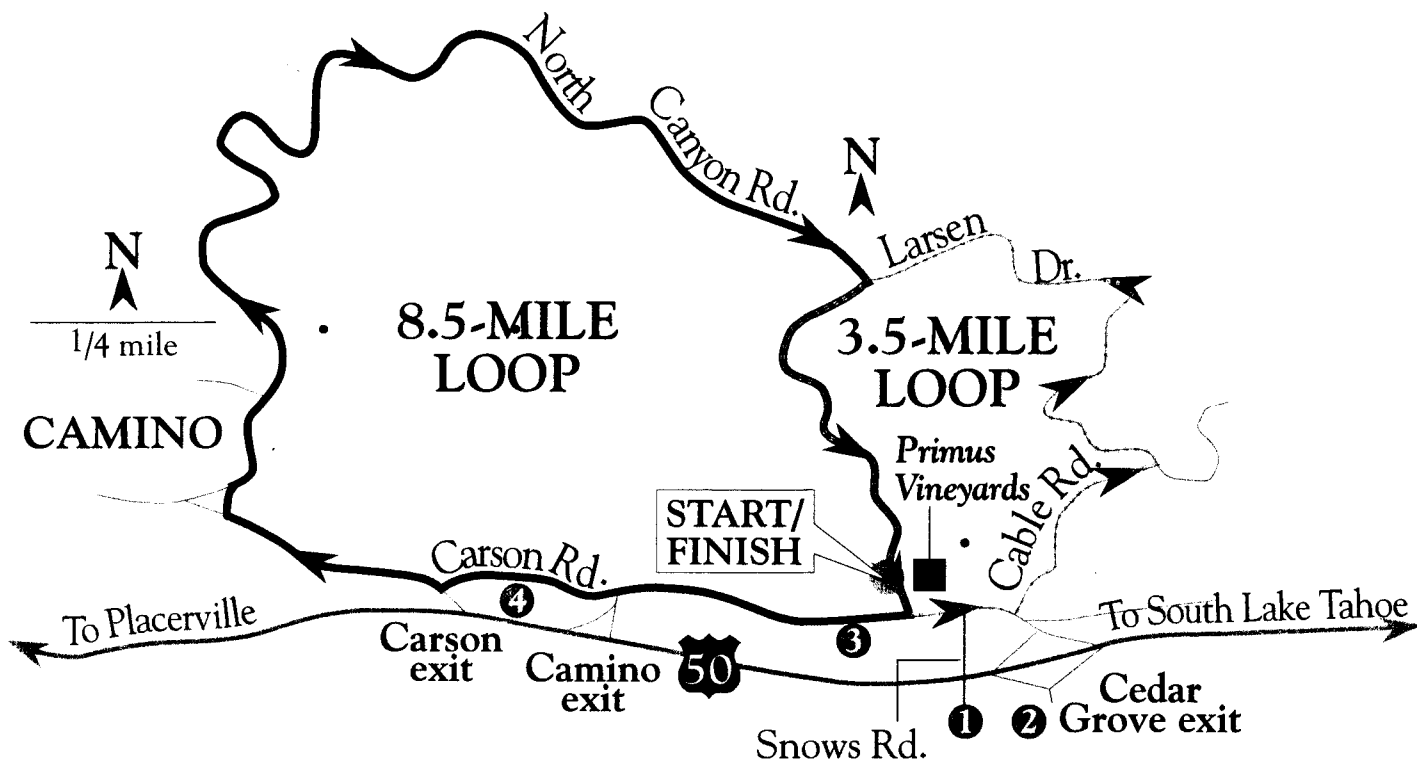 North
Canyon Rd.
N
Larsen
Dr.
N
1/4 mile
8.5-MILE
LOOP
3.5-MILE
LOOP
CAMINO
Primus
Vineyards
Cable Rd.
START/
FINISH
Carson Rd.
4
To Placerville
To South Lake Tahoe
Carson
exit
Camino
exit
50
3
Cedar
Grove exit
1
2
Snows Rd.